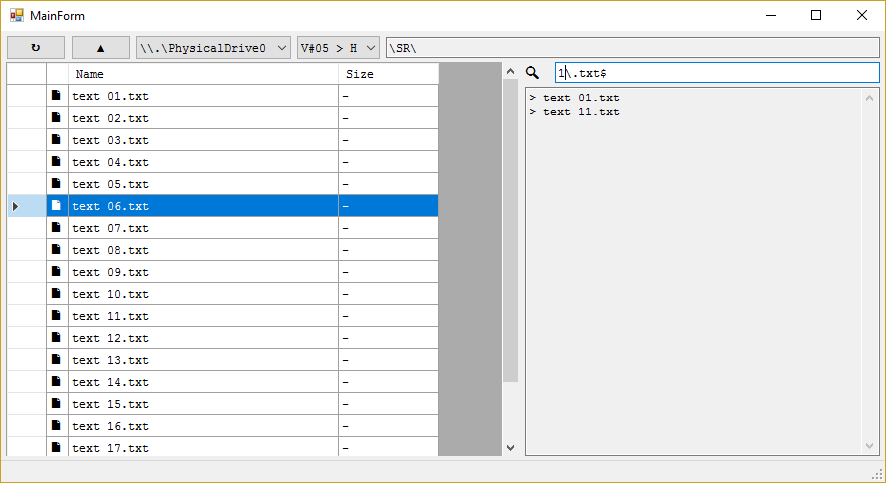 MainForm
↻ ▲ \\.\PhysicalDrive0 V#05 > H \SR\
Name Size
1\.txt$
text 01.txt -
text 02.txt -
text 03.txt -
text 04.txt -
text 05.txt -
text 06.txt -
text 07.txt -
text 08.txt -
text 09.txt -
text 10.txt -
text 11.txt -
text 12.txt -
text 13.txt -
text 14.txt -
text 15.txt -
text 16.txt -
text 17.txt -
> text 01.txt
> text 11.txt